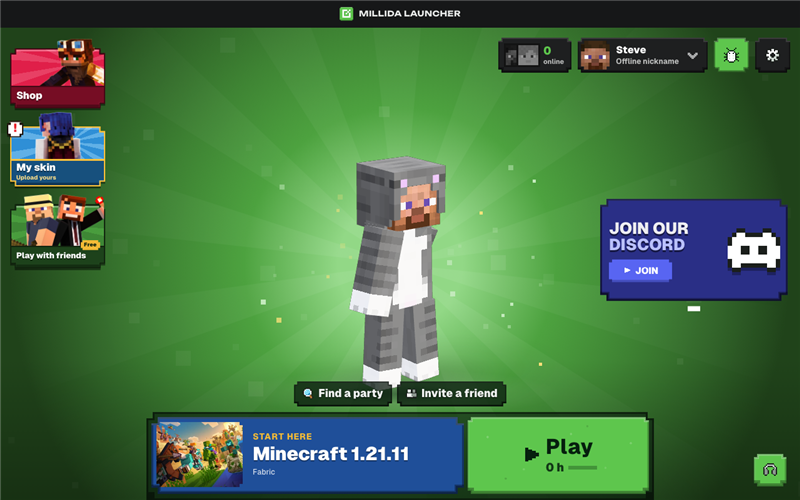 MILLIDA LAUNCHER
Shop
0
online
Steve
Offline nickname
!
My skin
Upload yours
Free
Play with friends
JOIN OUR
DISCORD
JOIN
Find a party
Invite a friend
START HERE
Minecraft 1.21.11
Fabric
Play
0 h